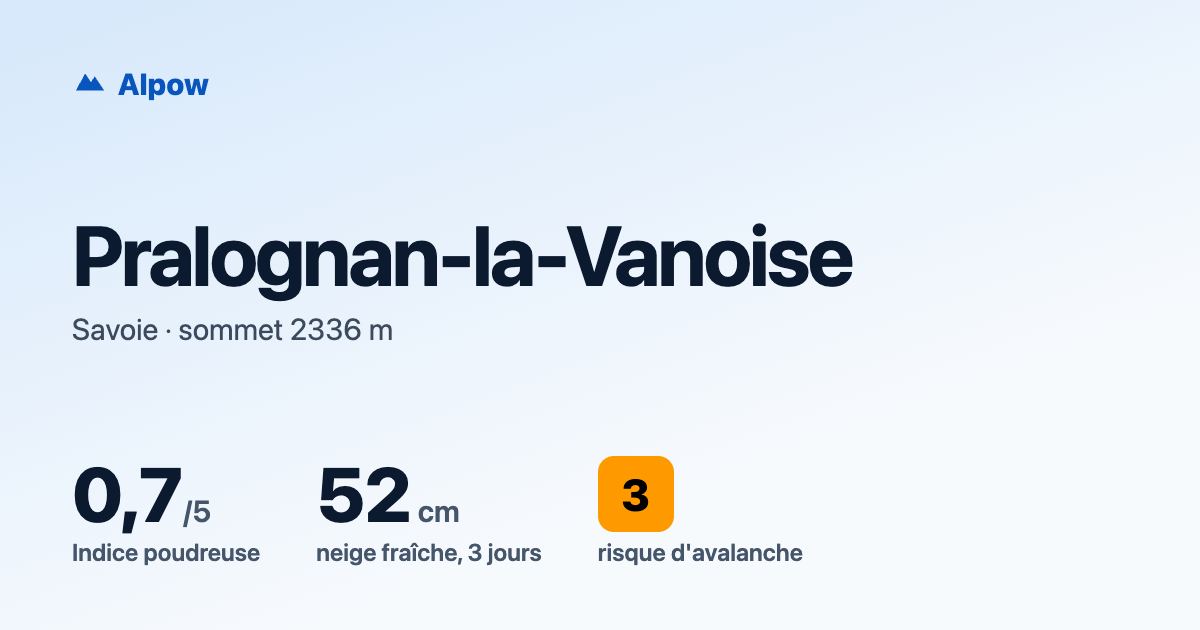 Alpow
Pralognan-la-Vanoise
Savoie · sommet 2336 m
0,7 /5
52 cm
3
Indice poudreuse
neige fraîche, 3 jours
risque d'avalanche